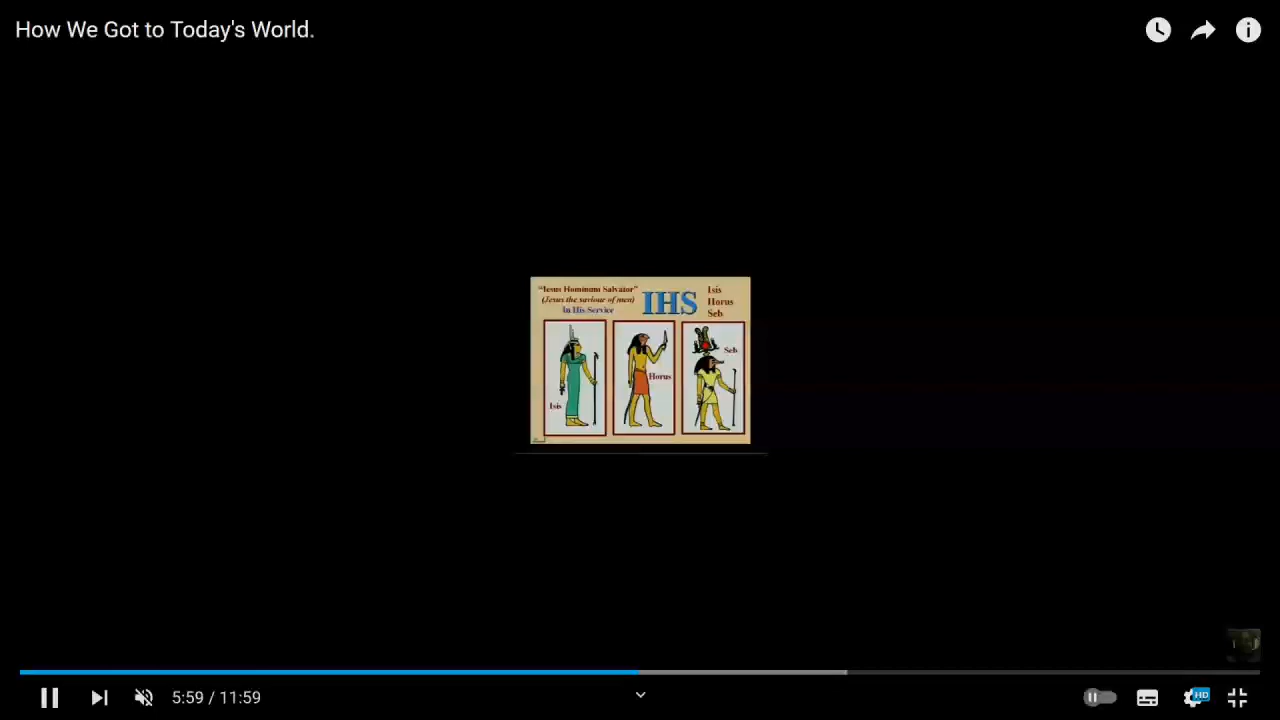 How We Got to Today's World.
"Iesus Hominum Salvator"
(Jesus the saviour of men)
In His Service
IHS
Isis
Horus
Seb
Isis
Horus
Seb
5:59 / 11:59
HD